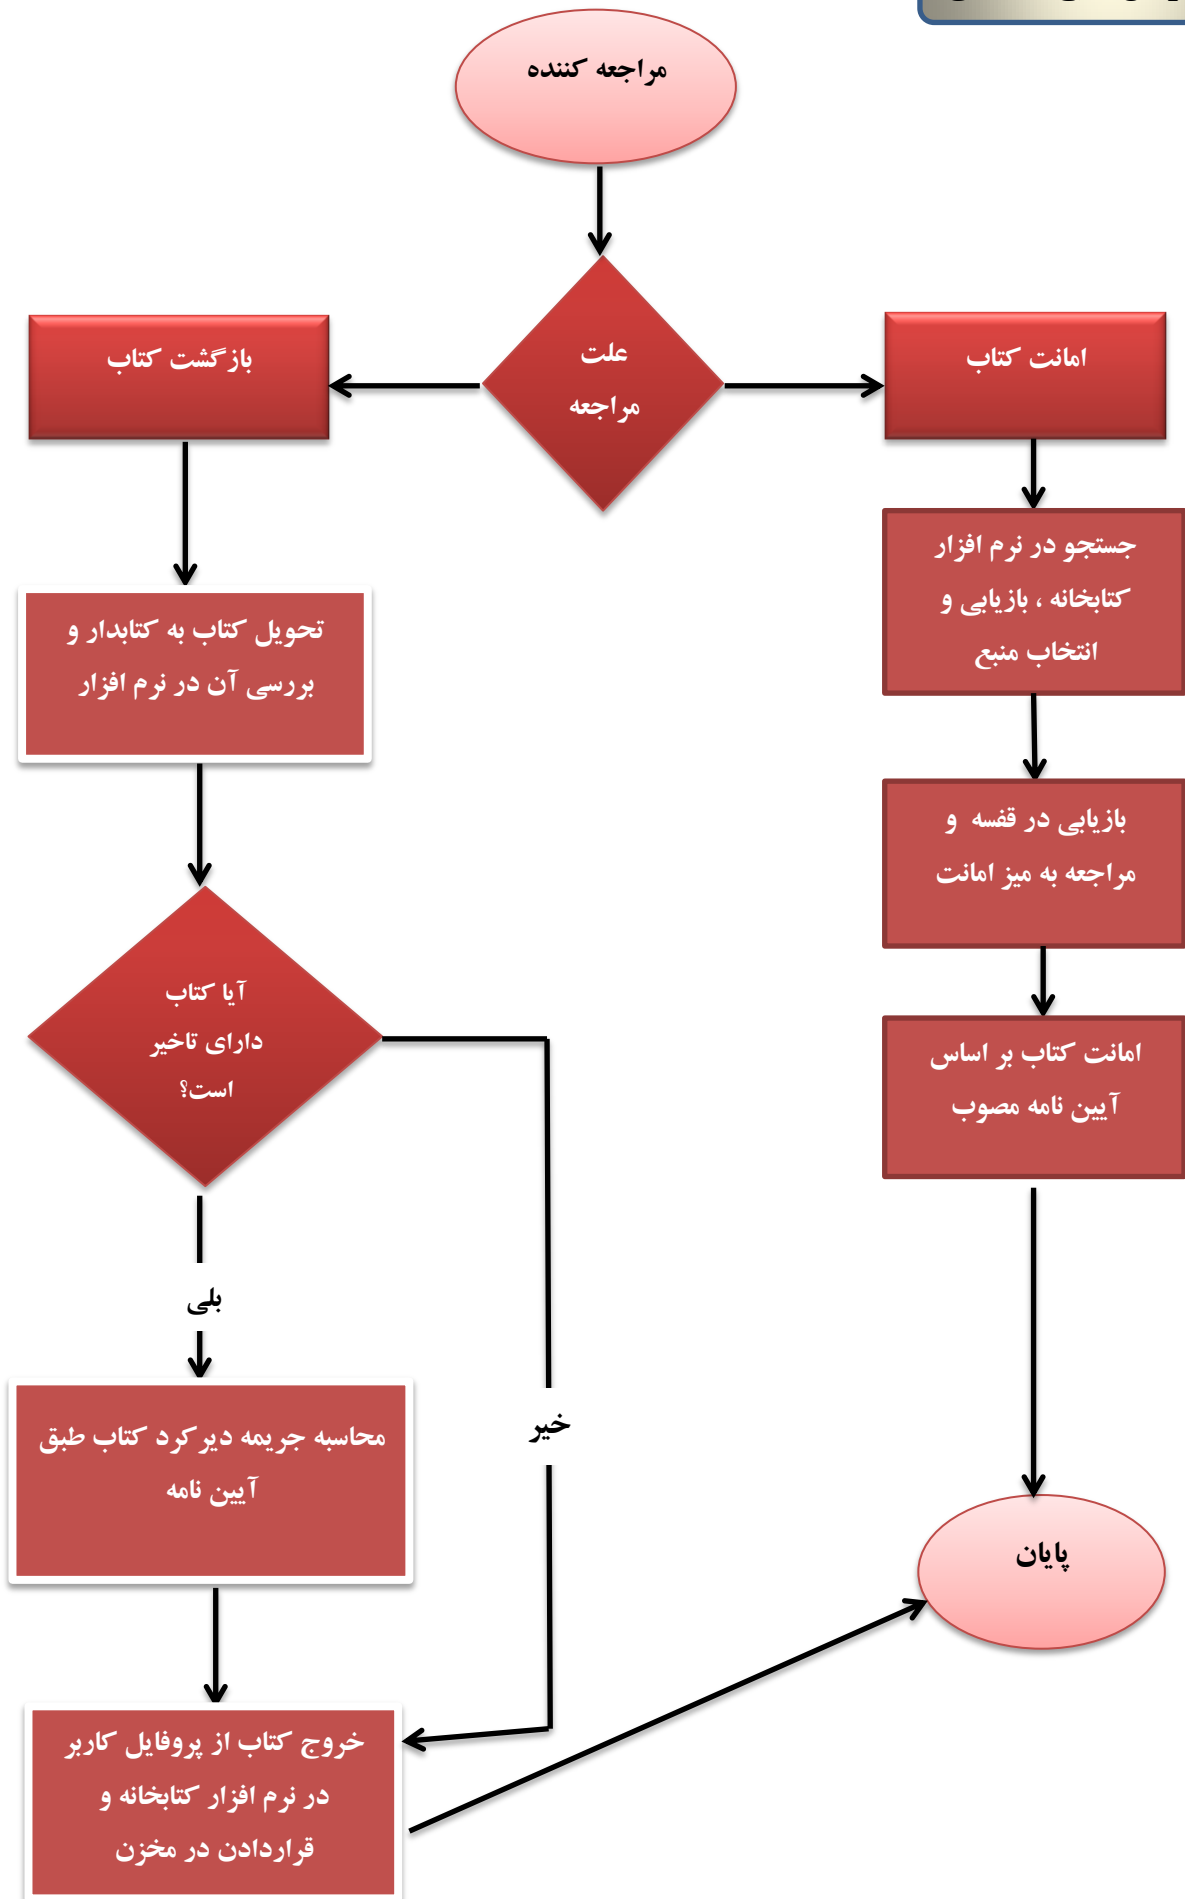 مراجعه کننده
علت
مراجعه
امانت کتاب
بازگشت کتاب
جستجو در نرم افزار
کتابخانه ، بازیابی و
انتخاب منبع
تحویل کتاب به کتابدار و
بررسی آن در نرم افزار
بازیابی در قفسه و
مراجعه به میز امانت
آیا کتاب
دارای تاخیر
است؟
امانت کتاب بر اساس
آیین نامه مصوب
بلی
خیر
محاسبه جریمه دیرکرد کتاب طبق
آیین نامه
پایان
خروج کتاب از پروفایل کاربر
در نرم افزار کتابخانه و
قراردادن در مخزن